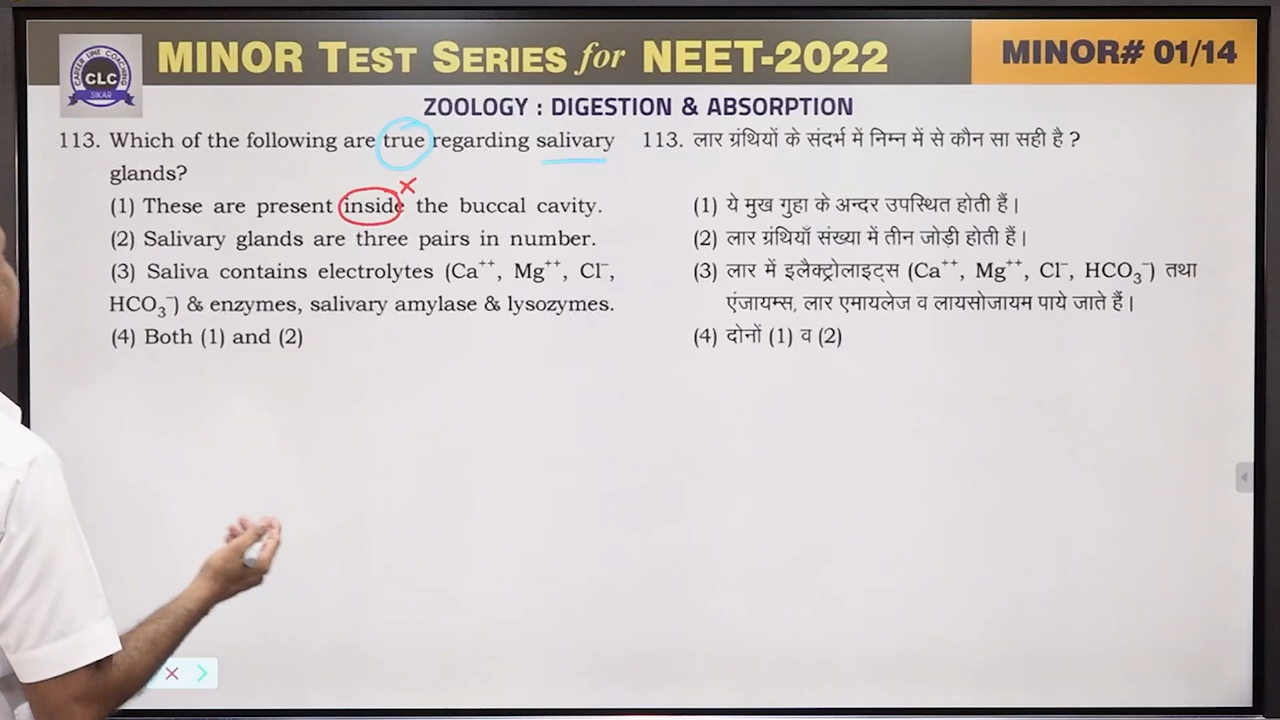 CAREER LINE COACHING
CLC
SIKAR
MINOR TEST SERIES for NEET-2022
MINOR# 01/14
ZOOLOGY : DIGESTION & ABSORPTION
113. Which of the following are true regarding salivary
glands?
(1) These are present inside the buccal cavity.
(2) Salivary glands are three pairs in number.
(3) Saliva contains electrolytes (Ca⁺⁺, Mg⁺⁺, Cl⁻,
HCO₃⁻) & enzymes, salivary amylase & lysozymes.
(4) Both (1) and (2)
113. लार ग्रंथियों के संदर्भ में निम्न में से कौन सा सही है ?
(1) ये मुख गुहा के अन्दर उपस्थित होती हैं।
(2) लार ग्रंथियाँ संख्या में तीन जोड़ी होती हैं।
(3) लार में इलैक्ट्रोलाइट्स (Ca⁺⁺, Mg⁺⁺, Cl⁻, HCO₃⁻) तथा
एंजायम्स, लार एमायलेज व लायसोजायम पाये जाते हैं।
(4) दोनों (1) व (2)